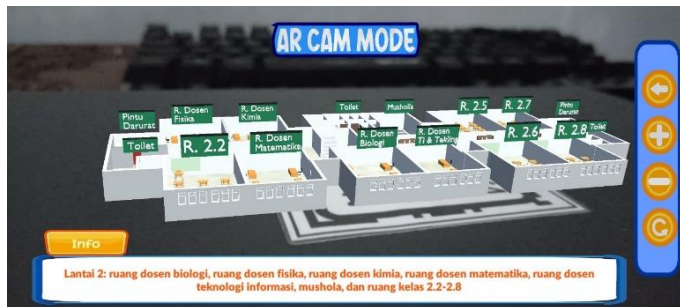 AR CAM MODE
Pintu
Darurat
R. Dosen
Fisika
R. Dosen
Kimia
Toilet
Mushola
R. 2.5
R. 2.7
Pintu
Darurat
Toilet
Toilet
R. 2.2
R. Dosen
Matematika
R. Dosen
Biologi
R. Dosen
TI & Tekling
R. 2.6
R. 2.8
Info
Lantai 2: ruang dosen biologi, ruang dosen fisika, ruang dosen kimia, ruang dosen matematika, ruang dosen
teknologi informasi, mushola, dan ruang kelas 2.2-2.8